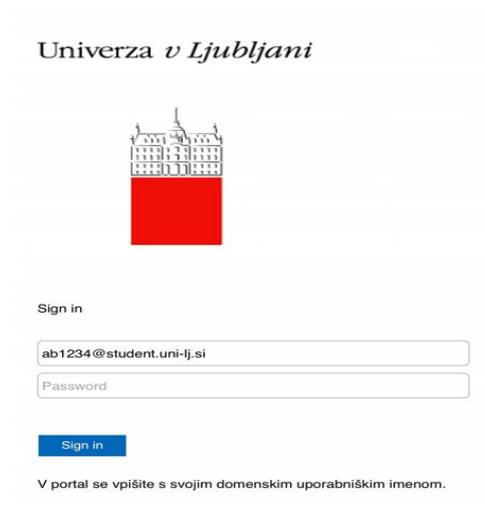 Univerza v Ljubljani
Sign in
ab1234@student.uni-lj.si
Password
Sign in
V portal se vpišite s svojim domenskim uporabniškim imenom.